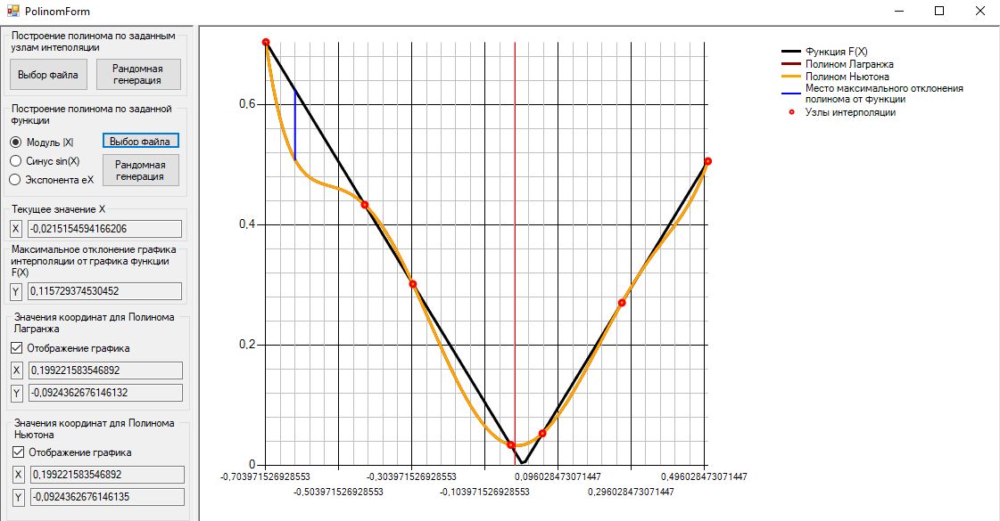 PolinomForm
Построение полинома по заданным
узлам интеполяции
Выбор файла
Рандомная
генерация
Построение полинома по заданной
функции
Модуль |X|
Выбор файла
Синус sin(X)
Рандомная
генерация
Экспонента eX
Текущее значение X
X
-0,0215154594166206
Максимальное отклонение графика
интерполяции от графика функции
F(X)
Y
0,115729374530452
Значения координат для Полинома
Лагранжа
Отображение графика
X
0,199221583546892
Y
-0,0924362676146132
Значения координат для Полинома
Ньютона
Отображение графика
X
0,199221583546892
Y
-0,0924362676146135
0,6
0,4
0,2
0
-0,703971526928553
-0,503971526928553
-0,303971526928553
-0,103971526928553
0,096028473071447
0,296028473071447
0,496028473071447
Функция F(X)
Полином Лагранжа
Полином Ньютона
Место максимального отклонения
полинома от Функции
Узлы интерполяции